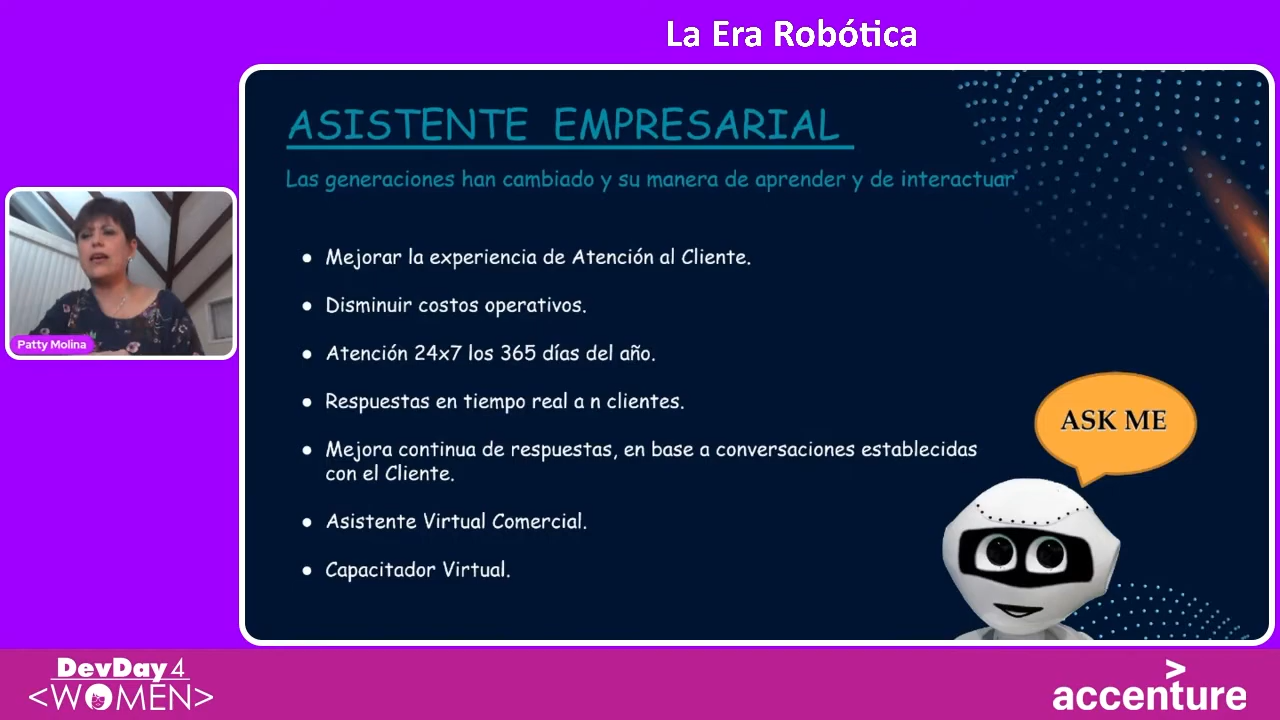 La Era Robótica
ASISTENTE EMPRESARIAL
Las generaciones han cambiado y su manera de aprender y de interactuar
● Mejorar la experiencia de Atención al Cliente.
● Disminuir costos operativos.
● Atención 24x7 los 365 días del año.
● Respuestas en tiempo real a n clientes.
● Mejora continua de respuestas, en base a conversaciones establecidas
con el Cliente.
● Asistente Virtual Comercial.
● Capacitador Virtual.
ASK ME
Patty Molina
DevDay 4
<WOMEN>
>
accenture